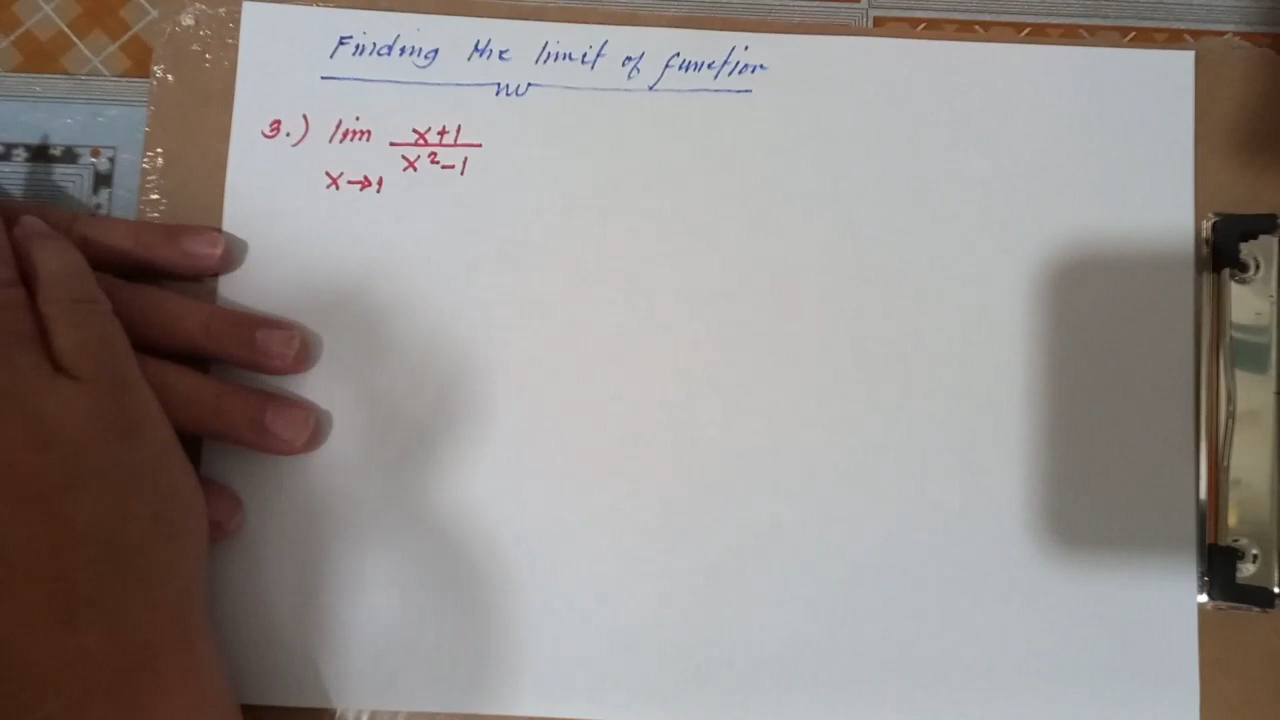 Finding the limit of function
3.) lim x+1
x²-1
x→1